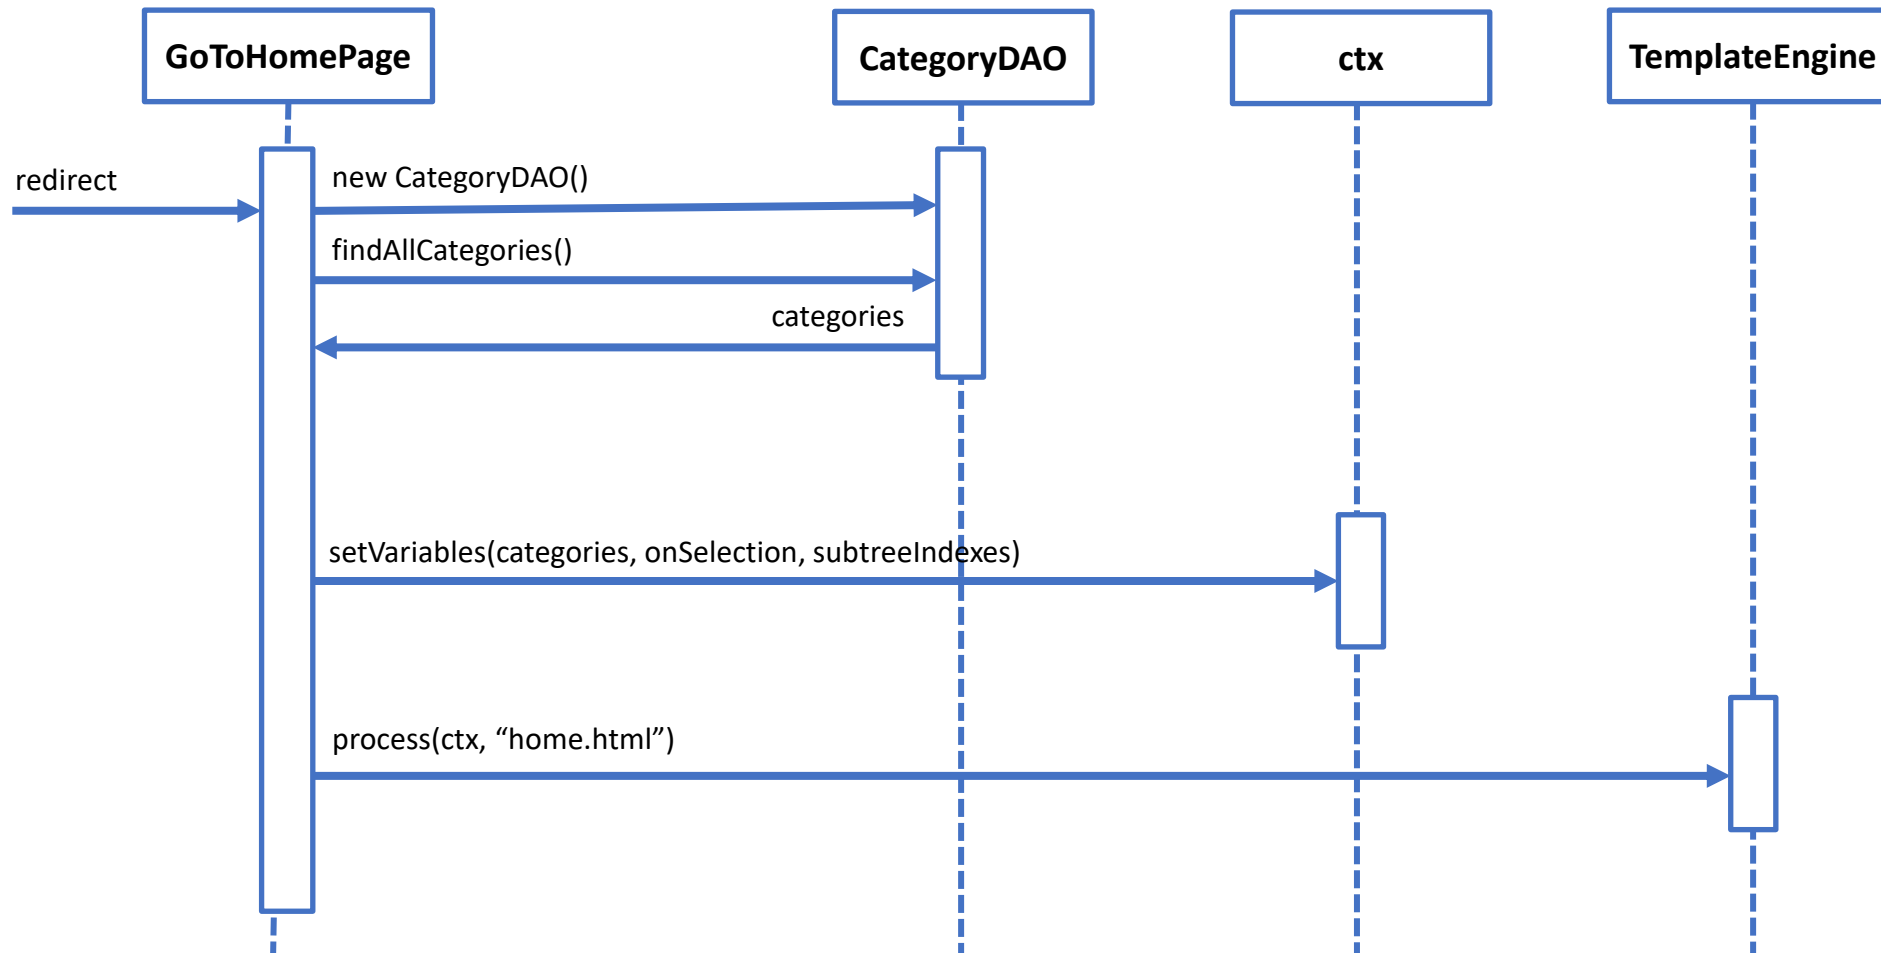 GoToHomePage
CategoryDAO
ctx
TemplateEngine
redirect
new CategoryDAO()
findAllCategories()
categories
setVariables(categories, onSelection, subtreeIndexes)
process(ctx, “home.html”)